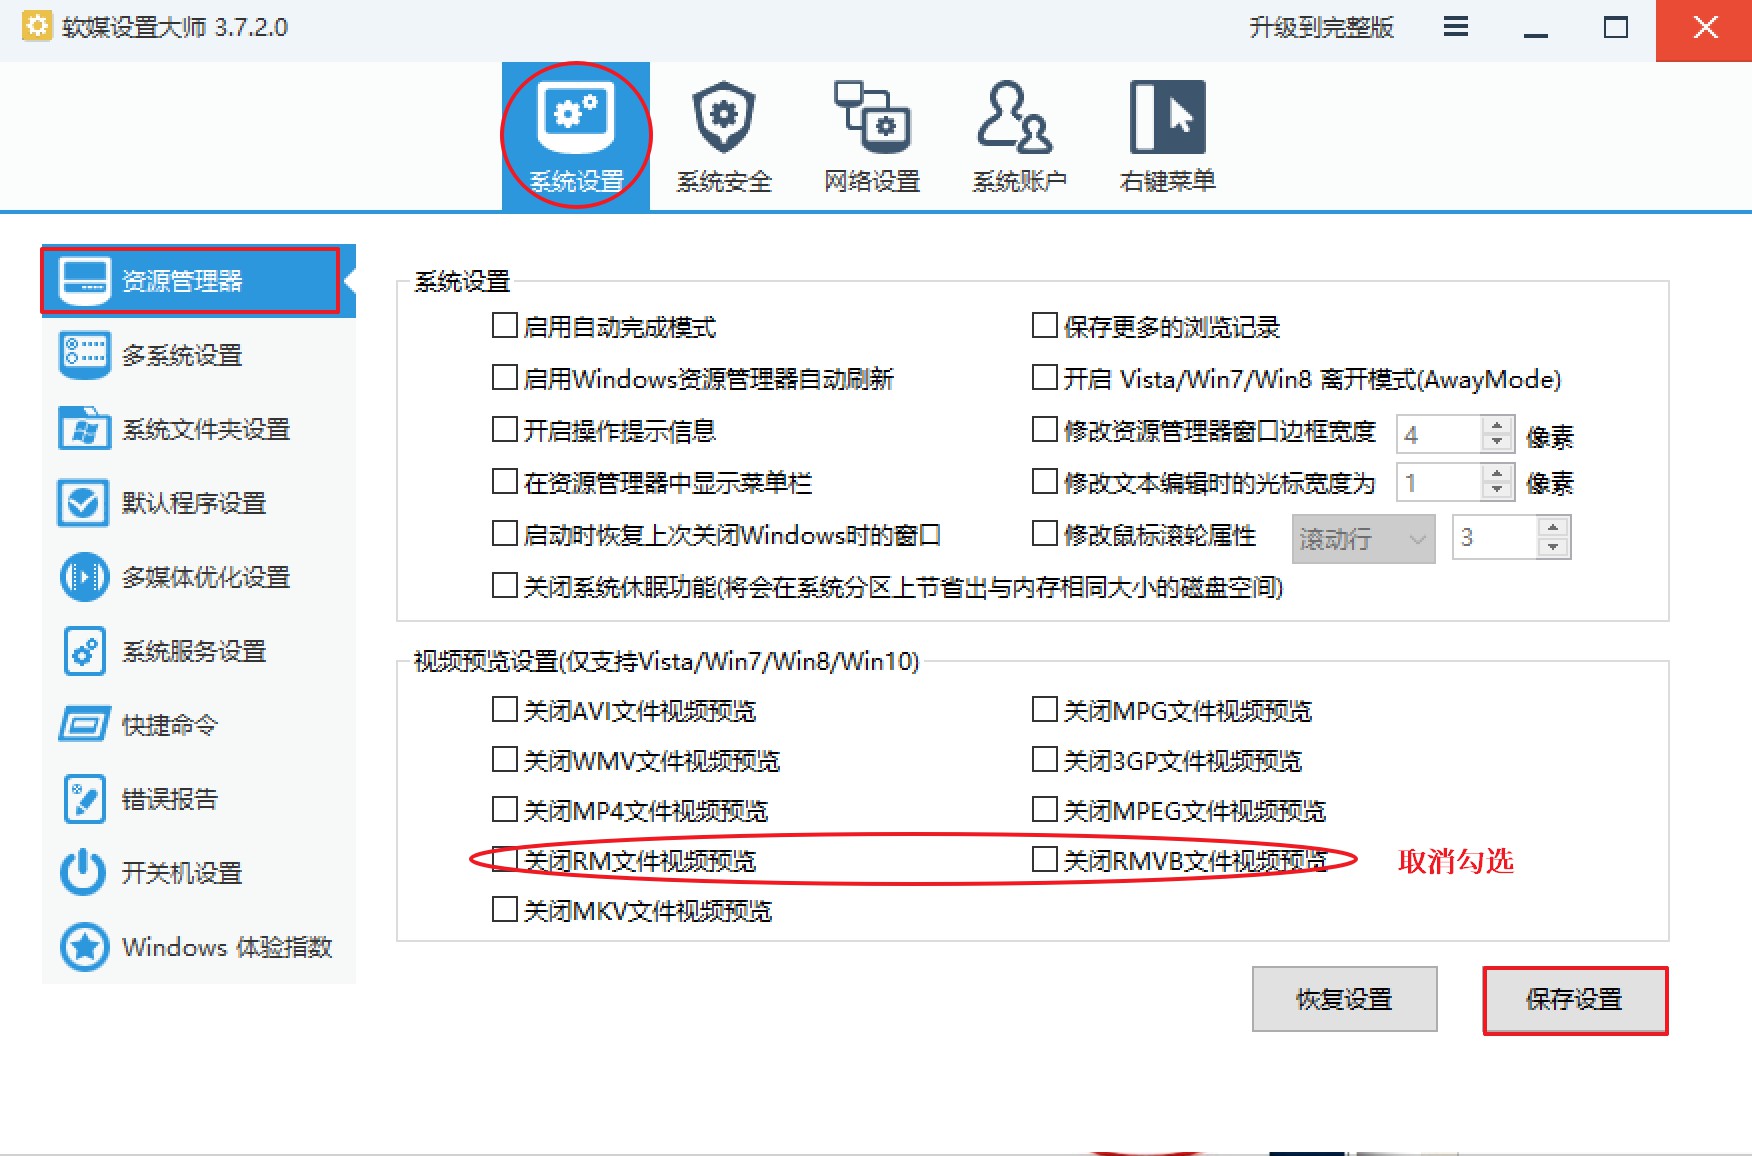 软媒设置大师 3.7.2.0
升级到完整版
系统设置
系统安全
网络设置
系统账户
右键菜单
资源管理器
多系统设置
系统文件夹设置
默认程序设置
多媒体优化设置
系统服务设置
快捷命令
错误报告
开关机设置
Windows 体验指数
系统设置
启用自动完成模式
保存更多的浏览记录
启用Windows资源管理器自动刷新
开启 Vista/Win7/Win8 离开模式(AwayMode)
开启操作提示信息
修改资源管理器窗口边框宽度 4 像素
在资源管理器中显示菜单栏
修改文本编辑时的光标宽度为 1 像素
启动时恢复上次关闭Windows时的窗口
修改鼠标滚轮属性 滚动行 3
关闭系统休眠功能(将会在系统分区上节省出与内存相同大小的磁盘空间)
视频预览设置(仅支持Vista/Win7/Win8/Win10)
关闭AVI文件视频预览
关闭MPG文件视频预览
关闭WMV文件视频预览
关闭3GP文件视频预览
关闭MP4文件视频预览
关闭MPEG文件视频预览
关闭RM文件视频预览
关闭RMVB文件视频预览
取消勾选
关闭MKV文件视频预览
恢复设置
保存设置